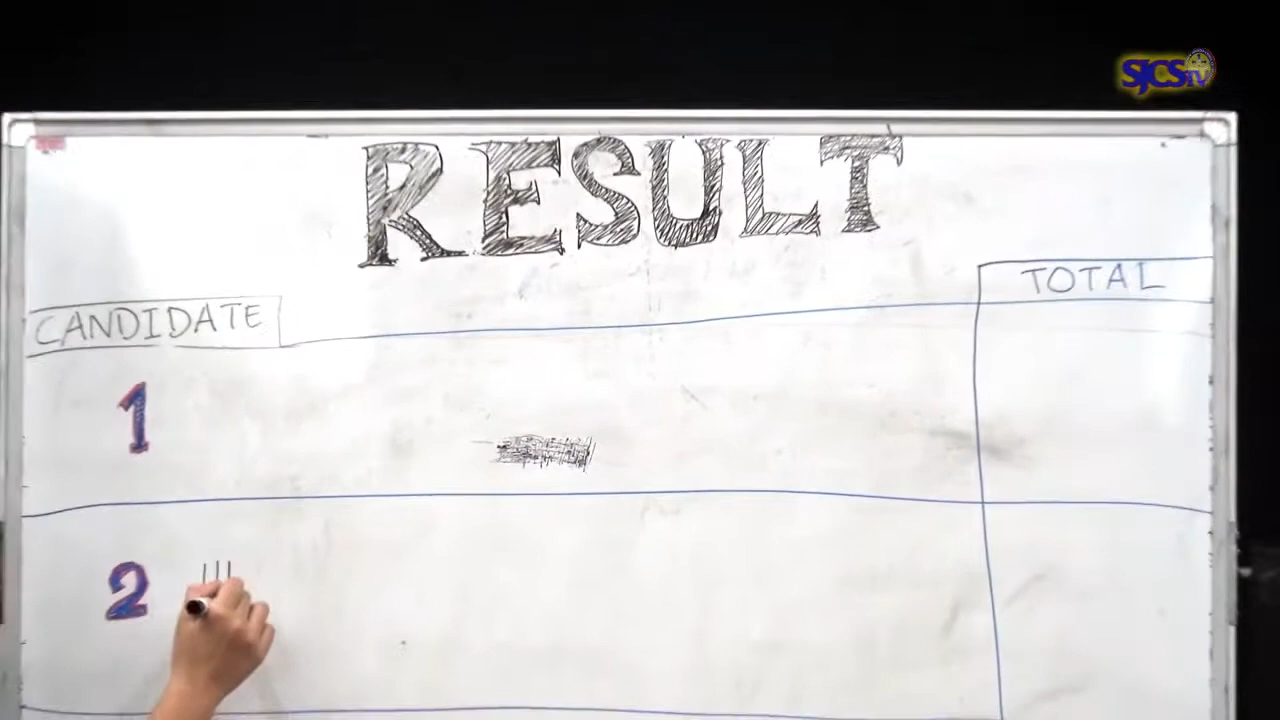 SJCSTV
RESULT
CANDIDATE
TOTAL
1
2